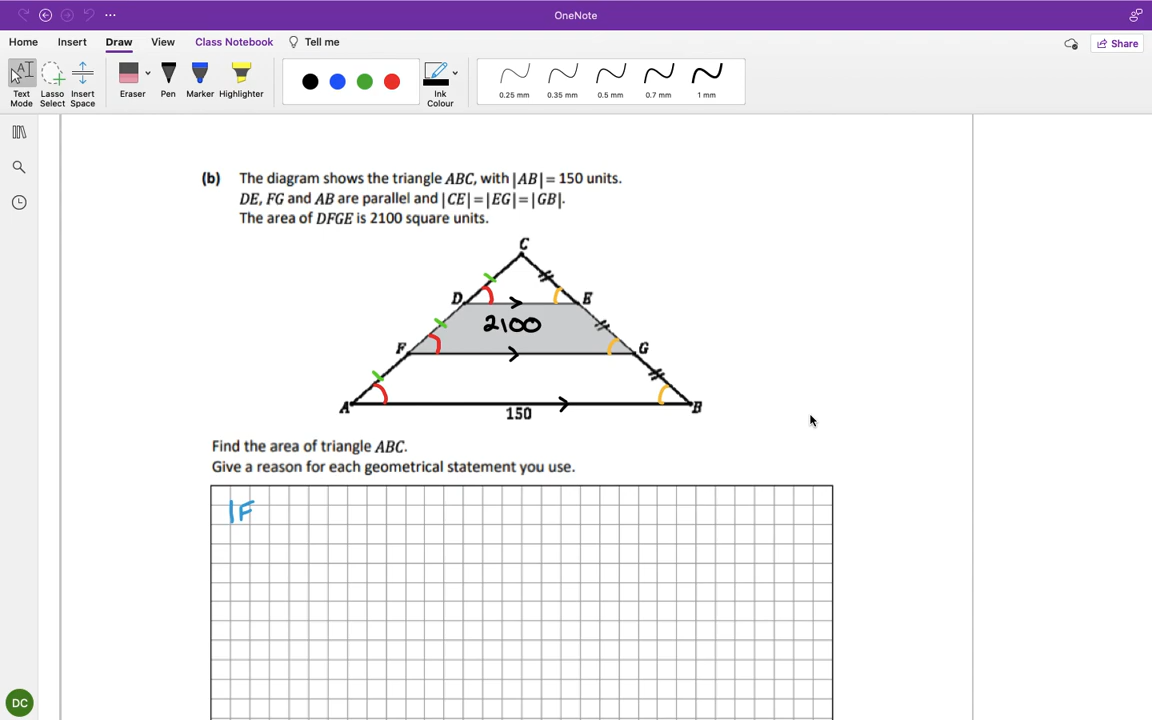 OneNote
Home Insert Draw View Class Notebook Tell me
Share
Text Mode
Lasso Select
Insert Space
Eraser
Pen
Marker
Highlighter
Ink Colour
0.25 mm
0.35 mm
0.5 mm
0.7 mm
1 mm
(b) The diagram shows the triangle ABC, with |AB| = 150 units.
DE, FG and AB are parallel and |CE| = |EG| = |GB|.
The area of DFGE is 2100 square units.
C
D
E
2100
F
G
A
B
150
Find the area of triangle ABC.
Give a reason for each geometrical statement you use.
|F
DC